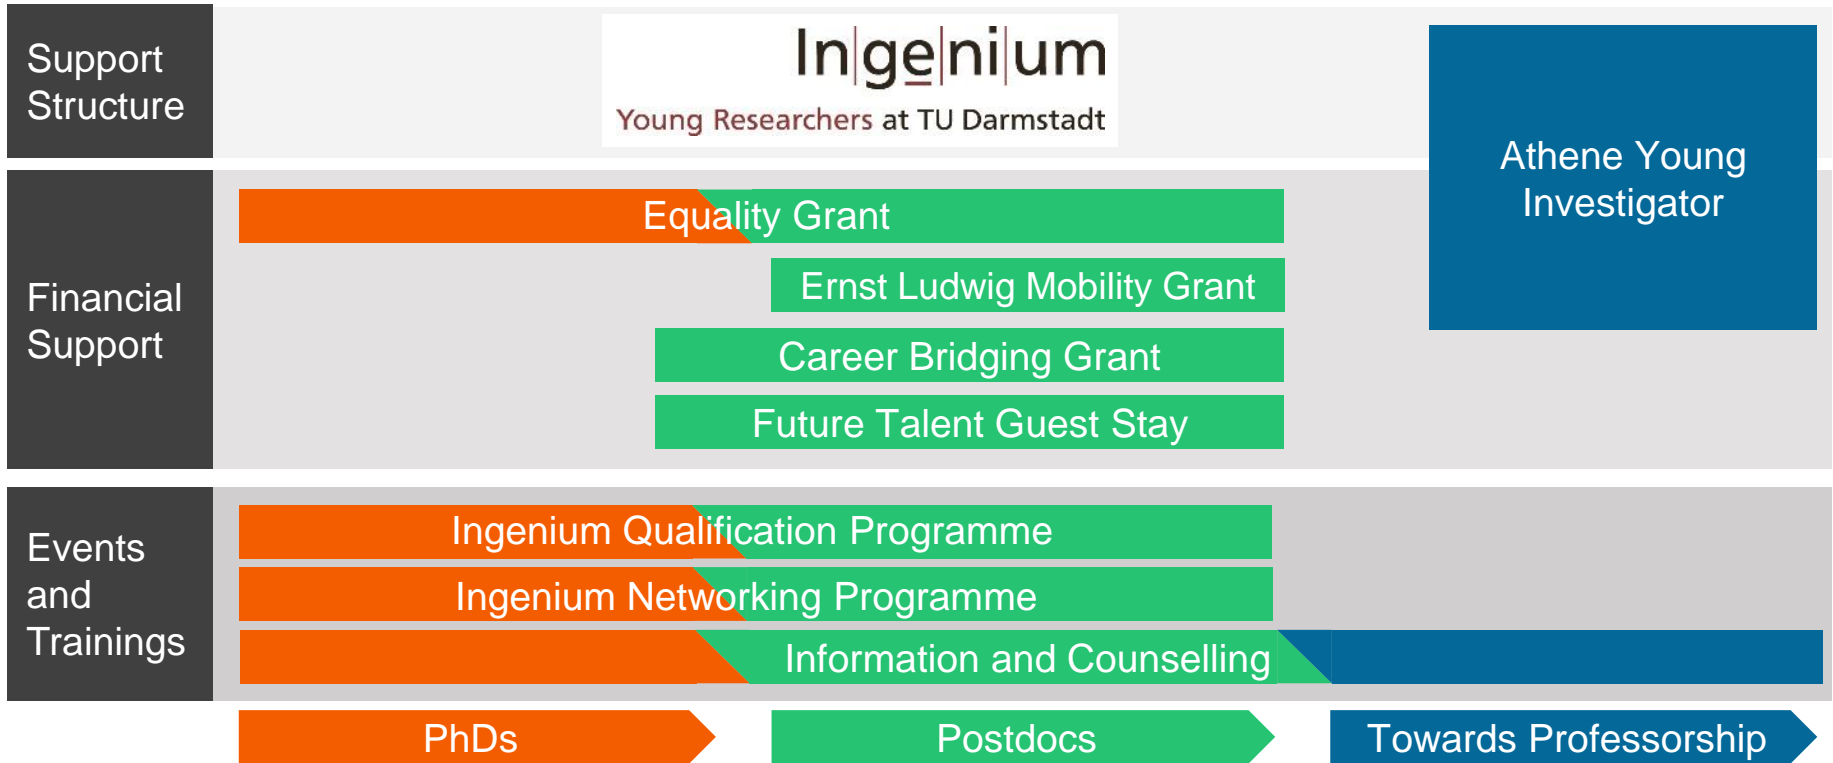 Support
Structure
In|ge|ni|um
Young Researchers at TU Darmstadt
Athene Young
Investigator
Financial
Support
Equality Grant
Ernst Ludwig Mobility Grant
Career Bridging Grant
Future Talent Guest Stay
Events
and
Trainings
Ingenium Qualification Programme
Ingenium Networking Programme
Information and Counselling
PhDs
Postdocs
Towards Professorship